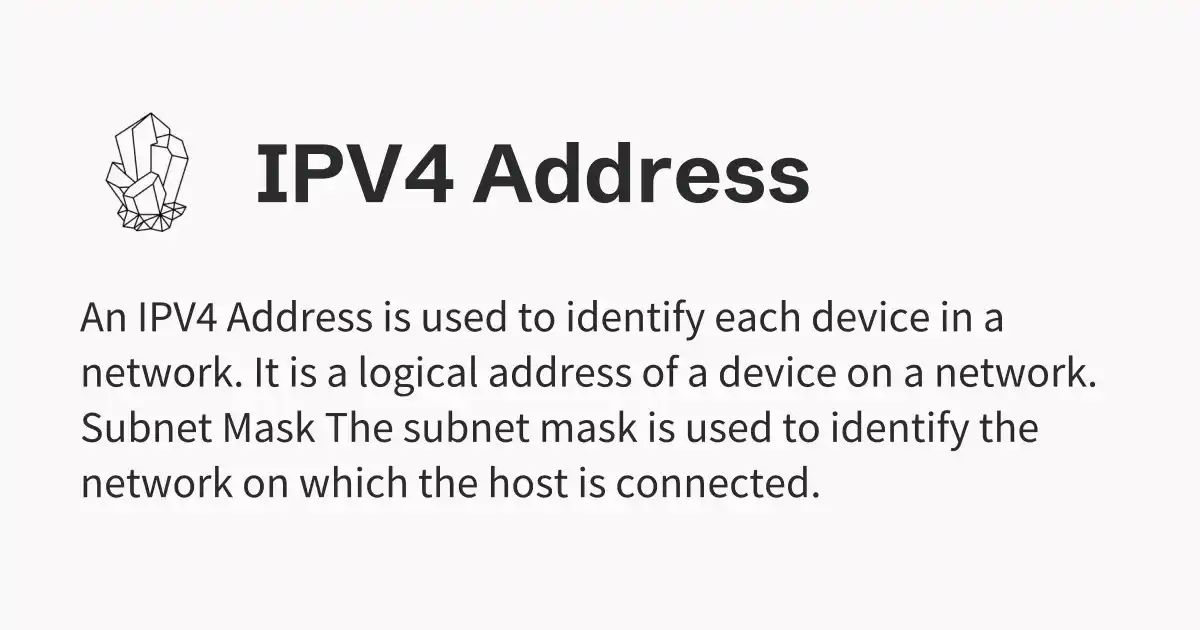 IPV4 Address
An IPV4 Address is used to identify each device in a
network. It is a logical address of a device on a network.
Subnet Mask The subnet mask is used to identify the
network on which the host is connected.